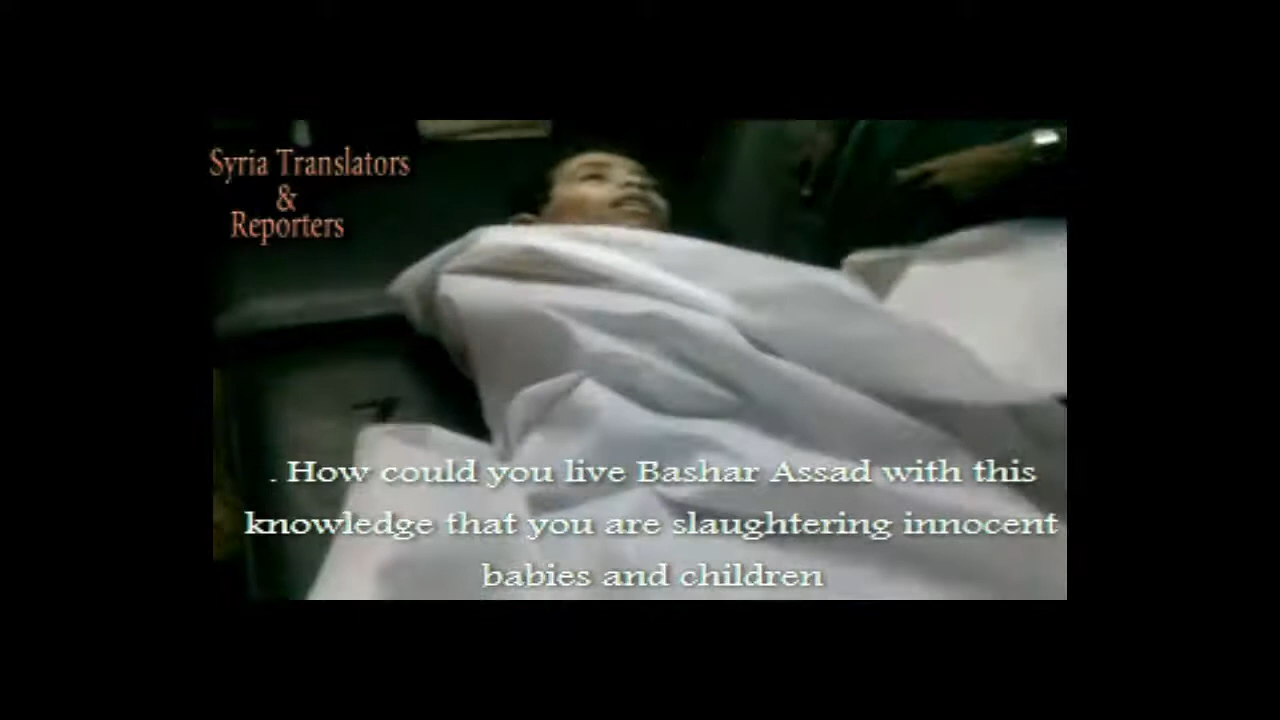 Syria Translators
&
Reporters
. How could you live Bashar Assad with this
knowledge that you are slaughtering innocent
babies and children